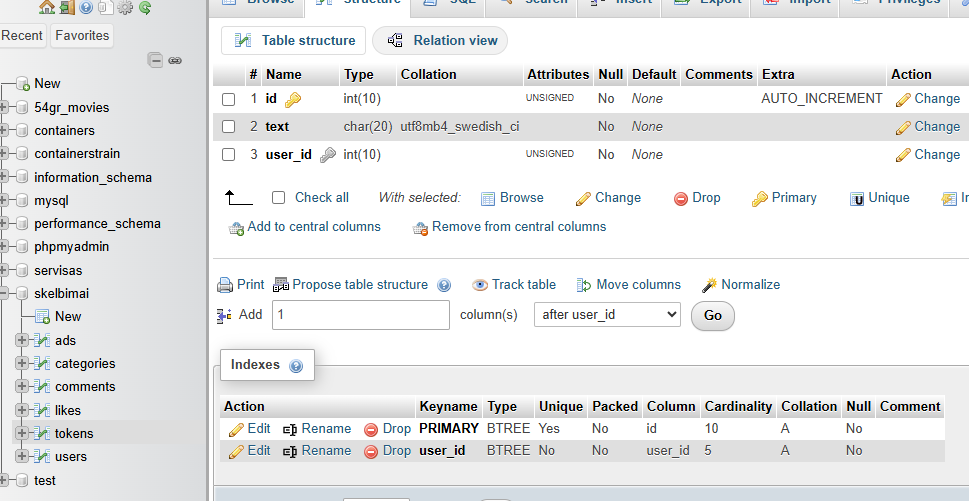 Browse Structure SQL Search Insert Export Import Privileges
Recent Favorites
Table structure Relation view
# Name Type Collation Attributes Null Default Comments Extra Action
1 id int(10) UNSIGNED No None AUTO_INCREMENT Change
2 text char(20) utf8mb4_swedish_ci No None Change
3 user_id int(10) UNSIGNED No None Change
Check all With selected: Browse Change Drop Primary Unique
Add to central columns Remove from central columns
Print Propose table structure Track table Move columns Normalize
Add 1 column(s) after user_id Go
Indexes
Action Keyname Type Unique Packed Column Cardinality Collation Null Comment
Edit Rename Drop PRIMARY BTREE Yes No id 10 A No
Edit Rename Drop user_id BTREE No No user_id 5 A No
New
54gr_movies
containers
containerstrain
information_schema
mysql
performance_schema
phpmyadmin
servisas
skelbimai
New
ads
categories
comments
likes
tokens
users
test